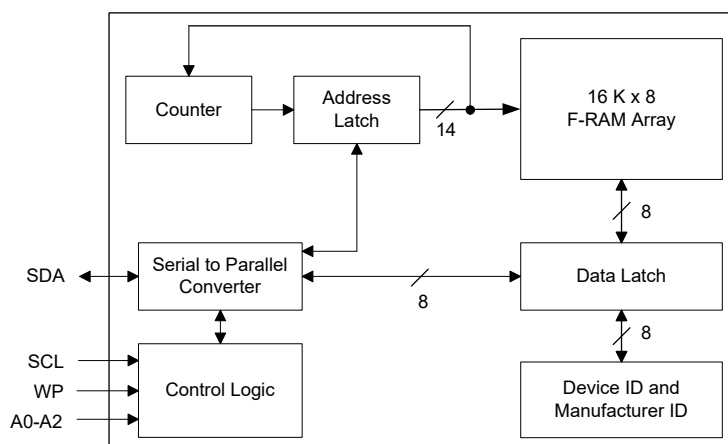 Counter
Address
Latch
14
16 K x 8
F-RAM Array
8
SDA
Serial to Parallel
Converter
8
Data Latch
8
SCL
WP
A0-A2
Control Logic
Device ID and
Manufacturer ID